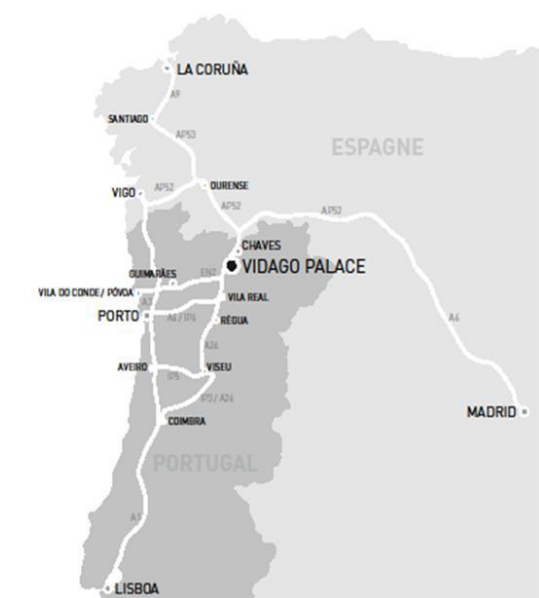 LA CORUÑA
A9
SANTIAGO
AP53
ESPAGNE
OURENSE
VIGO
AP52
AP52
AP52
CHAVES
VIDAGO PALACE
GUIMARÃES
EN2
VILA DO CONDE/ PÓVOA
A3
VILA REAL
PORTO
A4/ IP4
RÉGUA
A6
A24
AVEIRO
VISEU
IP5
IP3/ A24
MADRID
COIMBRA
PORTUGAL
A1
LISBOA